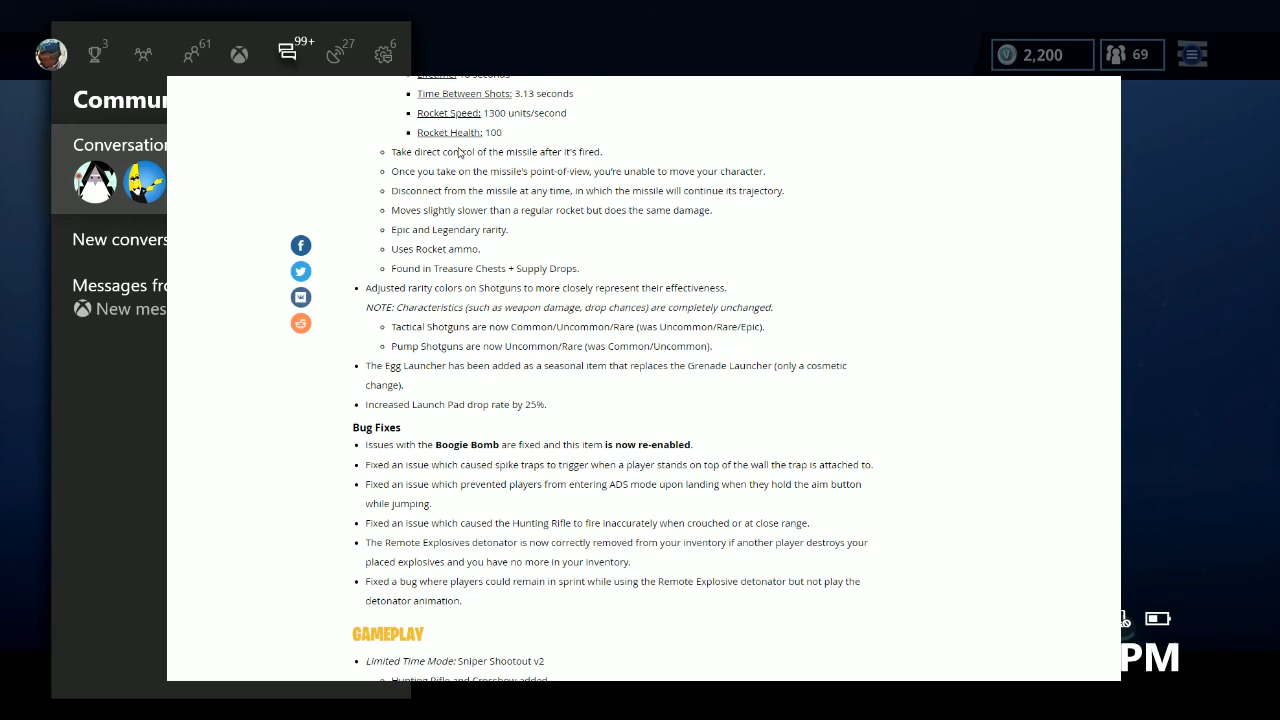 3
61
99+
27
6
2,200
69
Commun
Conversation
New convers
Messages fro
New mes
Lifetime: 18 seconds
Time Between Shots: 3.13 seconds
Rocket Speed: 1300 units/second
Rocket Health: 100
Take direct control of the missile after it's fired.
Once you take on the missile's point-of-view, you're unable to move your character.
Disconnect from the missile at any time, in which the missile will continue its trajectory.
Moves slightly slower than a regular rocket but does the same damage.
Epic and Legendary rarity.
Uses Rocket ammo.
Found in Treasure Chests + Supply Drops.
Adjusted rarity colors on Shotguns to more closely represent their effectiveness.
NOTE: Characteristics (such as weapon damage, drop chances) are completely unchanged.
Tactical Shotguns are now Common/Uncommon/Rare (was Uncommon/Rare/Epic).
Pump Shotguns are now Uncommon/Rare (was Common/Uncommon).
The Egg Launcher has been added as a seasonal item that replaces the Grenade Launcher (only a cosmetic
change).
Increased Launch Pad drop rate by 25%.
Bug Fixes
Issues with the Boogie Bomb are fixed and this item is now re-enabled.
Fixed an issue which caused spike traps to trigger when a player stands on top of the wall the trap is attached to.
Fixed an issue which prevented players from entering ADS mode upon landing when they hold the aim button
while jumping.
Fixed an issue which caused the Hunting Rifle to fire inaccurately when crouched or at close range.
The Remote Explosives detonator is now correctly removed from your inventory if another player destroys your
placed explosives and you have no more in your inventory.
Fixed a bug where players could remain in sprint while using the Remote Explosive detonator but not play the
detonator animation.
GAMEPLAY
Limited Time Mode: Sniper Shootout v2
Hunting Rifle and Crossbow added
PM